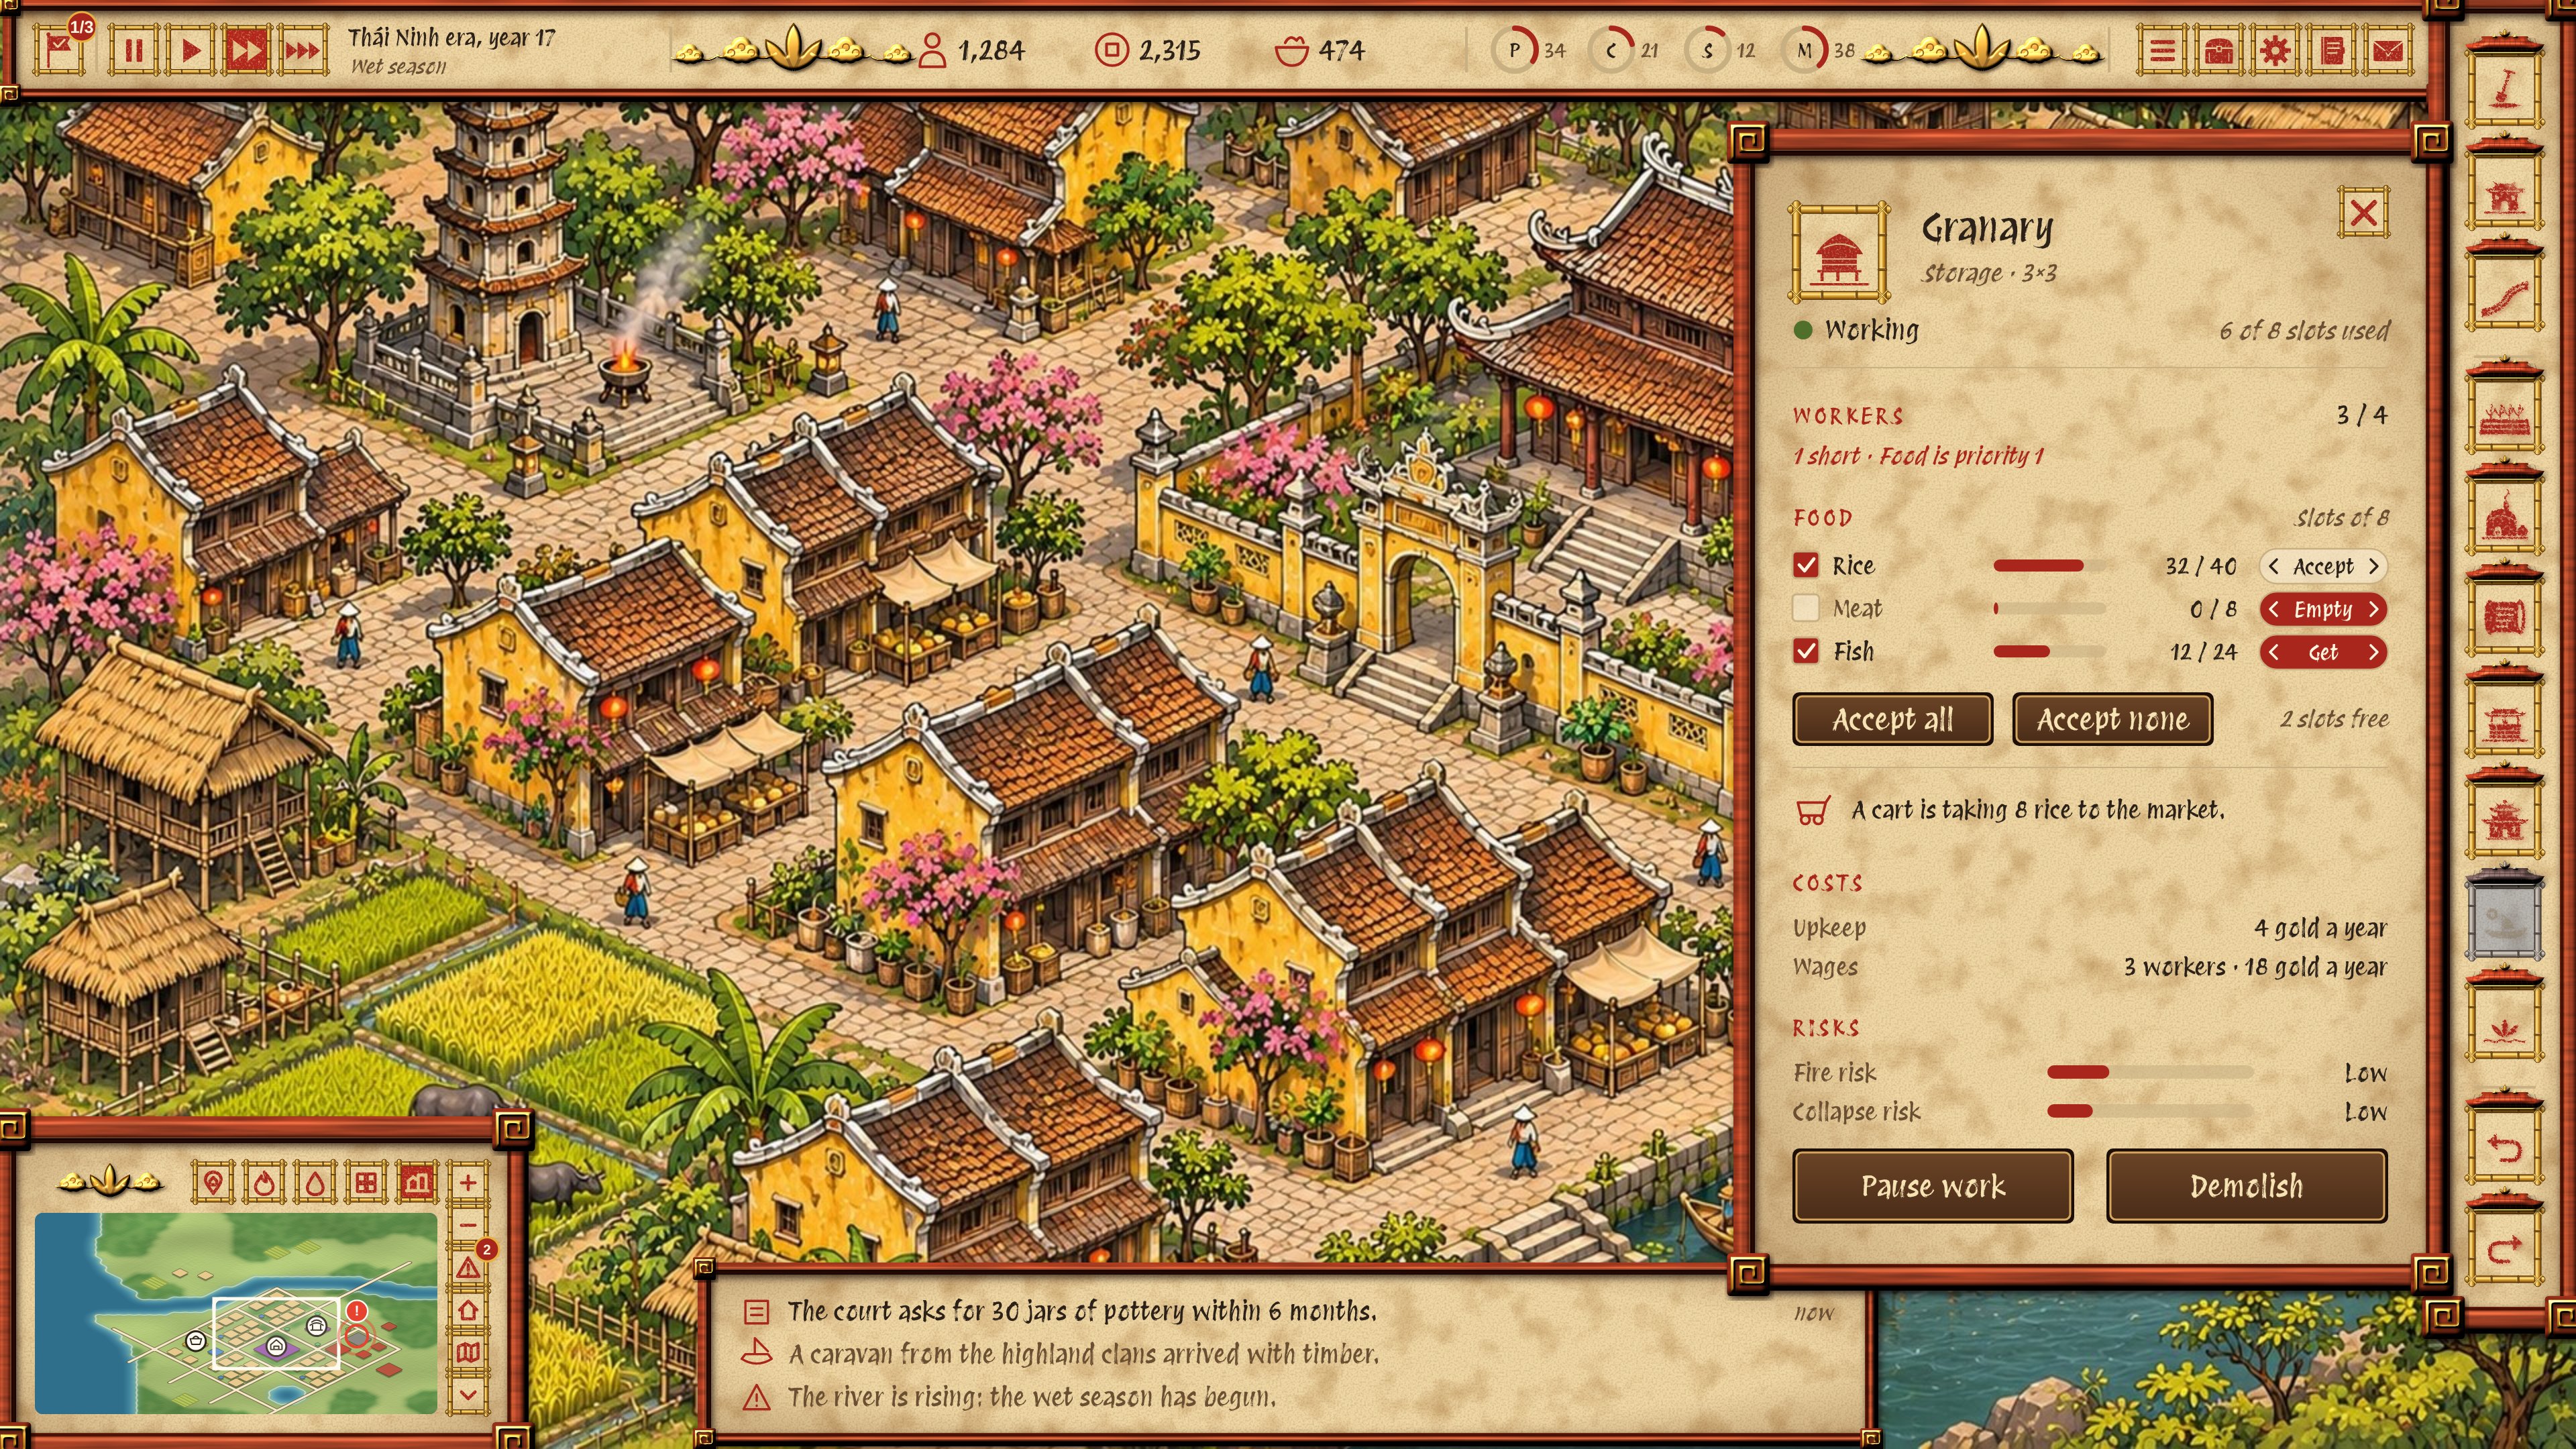 1/3
Thái Ninh era, year 17
Wet season
1,284
2,315
474
P 34
C 21
S 12
M 38
Granary
Storage · 3×3
Working
6 of 8 slots used
WORKERS
3 / 4
1 short · Food is priority 1
FOOD
Slots of 8
Rice
32 / 40
< Accept >
Meat
0 / 8
< Empty >
Fish
12 / 24
< Get >
Accept all
Accept none
2 slots free
A cart is taking 8 rice to the market.
COSTS
Upkeep
4 gold a year
Wages
3 workers · 18 gold a year
RISKS
Fire risk
Low
Collapse risk
Low
Pause work
Demolish
2
!
The court asks for 30 jars of pottery within 6 months.
now
A caravan from the highland clans arrived with timber.
The river is rising: the wet season has begun.